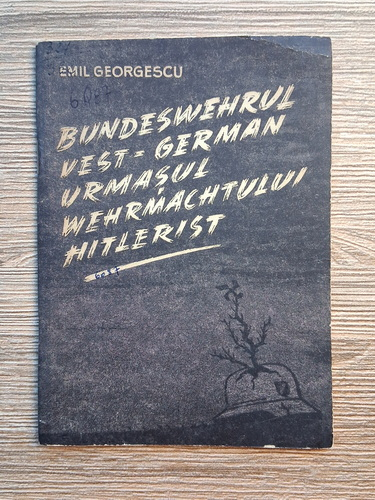 EMIL GEORGESCU
BUNDESWEHRUL
VEST-GERMAN
URMAȘUL
WEHRMACHTULUI
HITLERIST